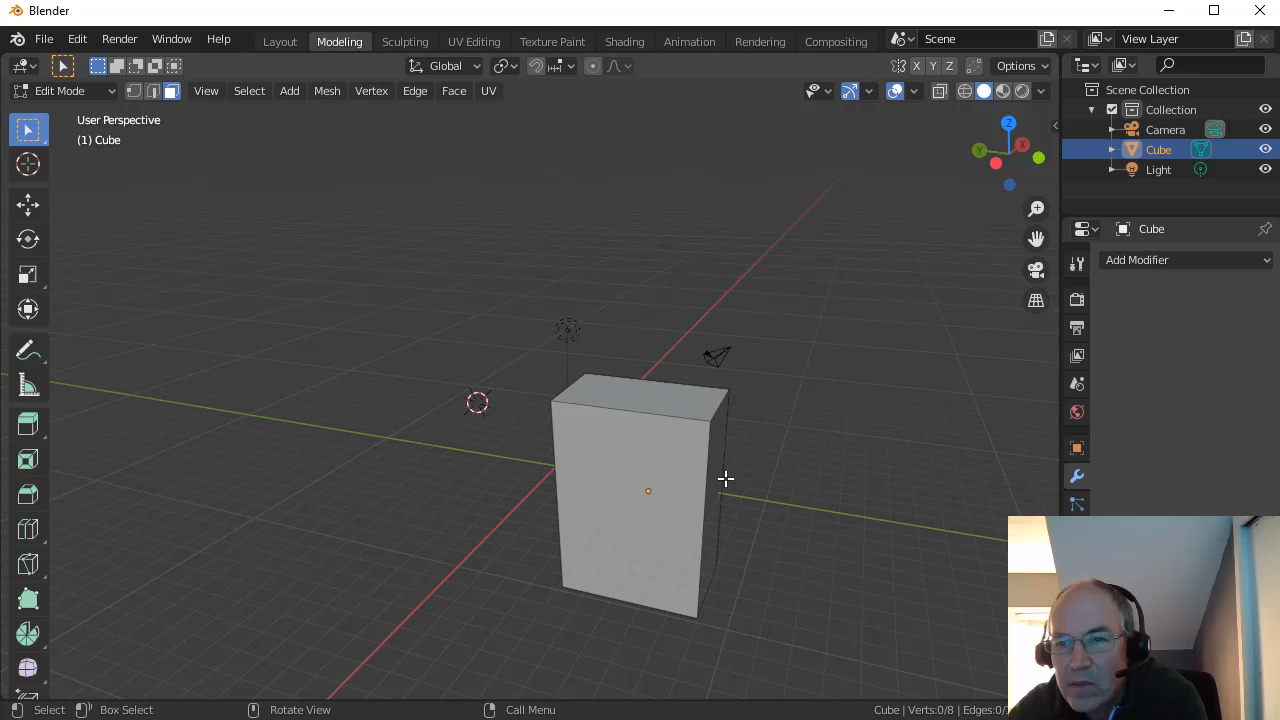 Blender
File Edit Render Window Help Layout Modeling Sculpting UV Editing Texture Paint Shading Animation Rendering Compositing Scene View Layer
Global X Y Z Options
Edit Mode View Select Add Mesh Vertex Edge Face UV
User Perspective
(1) Cube
Z
Y
X
Scene Collection
Collection
Camera
Cube
Light
Cube
Add Modifier
Select Box Select Rotate View Call Menu Cube | Verts:0/8 | Edges:0/